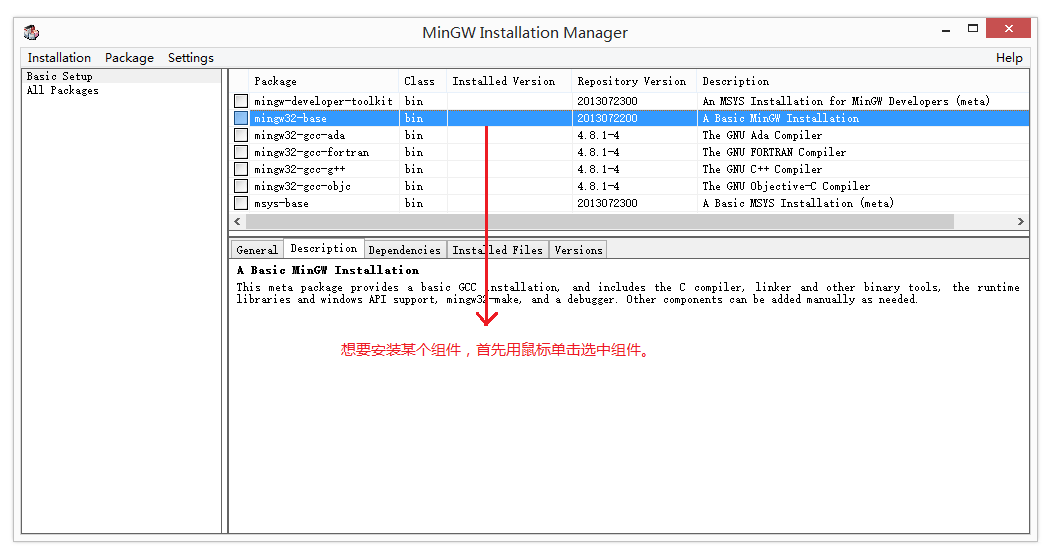 MinGW Installation Manager
Installation Package Settings Help
Basic Setup
All Packages
Package Class Installed Version Repository Version Description
mingw-developer-toolkit bin 2013072300 An MSYS Installation for MinGW Developers (meta)
mingw32-base bin 2013072200 A Basic MinGW Installation
mingw32-gcc-ada bin 4.8.1-4 The GNU Ada Compiler
mingw32-gcc-fortran bin 4.8.1-4 The GNU FORTRAN Compiler
mingw32-gcc-g++ bin 4.8.1-4 The GNU C++ Compiler
mingw32-gcc-objc bin 4.8.1-4 The GNU Objective-C Compiler
msys-base bin 2013072300 A Basic MSYS Installation (meta)
General Description Dependencies Installed Files Versions
A Basic MinGW Installation
This meta package provides a basic GCC installation, and includes the C compiler, linker and other binary tools, the runtime
libraries and windows API support, mingw32-make, and a debugger. Other components can be added manually as needed.
想要安装某个组件，首先用鼠标单击选中组件。